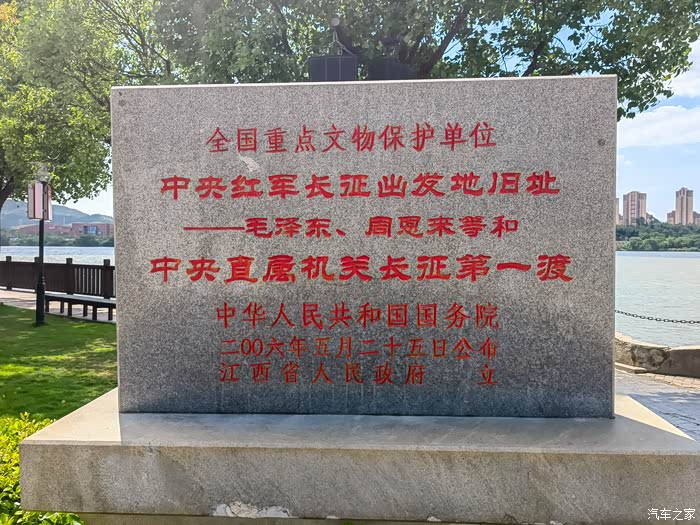 全国重点文物保护单位
中央红军长征出发地旧址
——毛泽东、周恩来等和
中央直属机关长征第一渡
中华人民共和国国务院
二〇〇六年五月二十五日公布
江西省人民政府 立
汽车之家